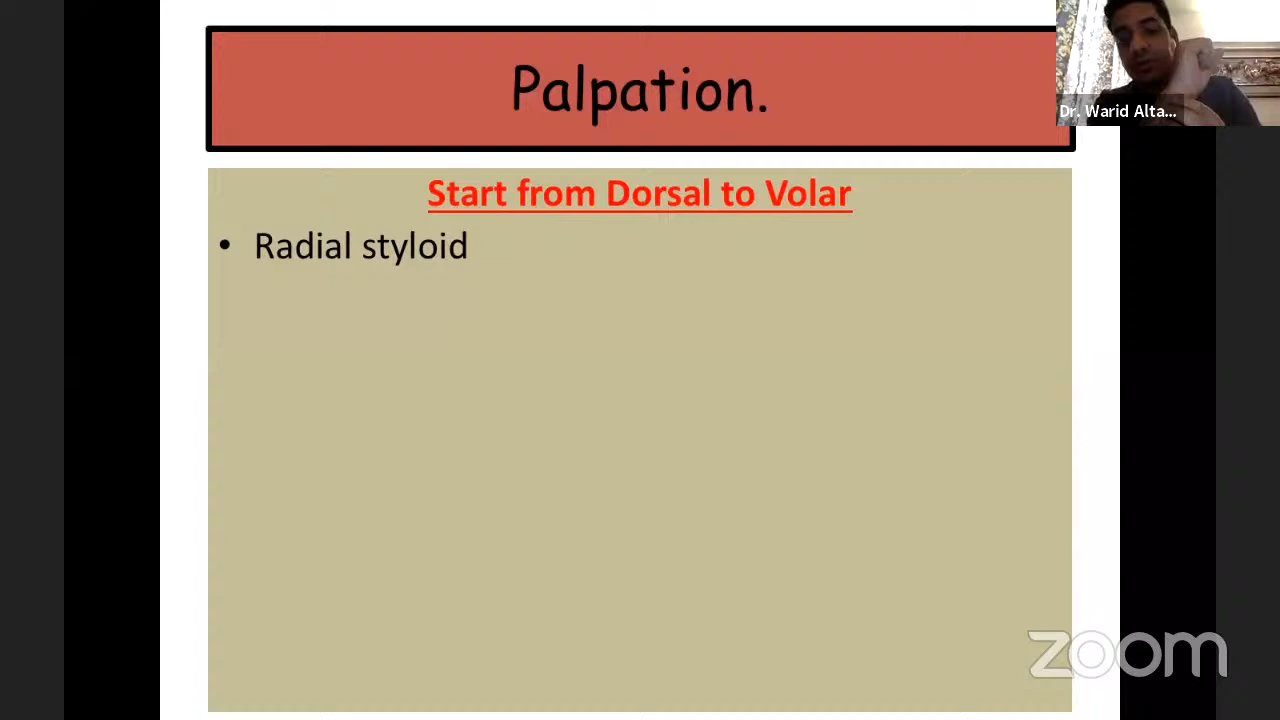 Palpation.
Dr. Warid Alta...
Start from Dorsal to Volar
• Radial styloid
zoom